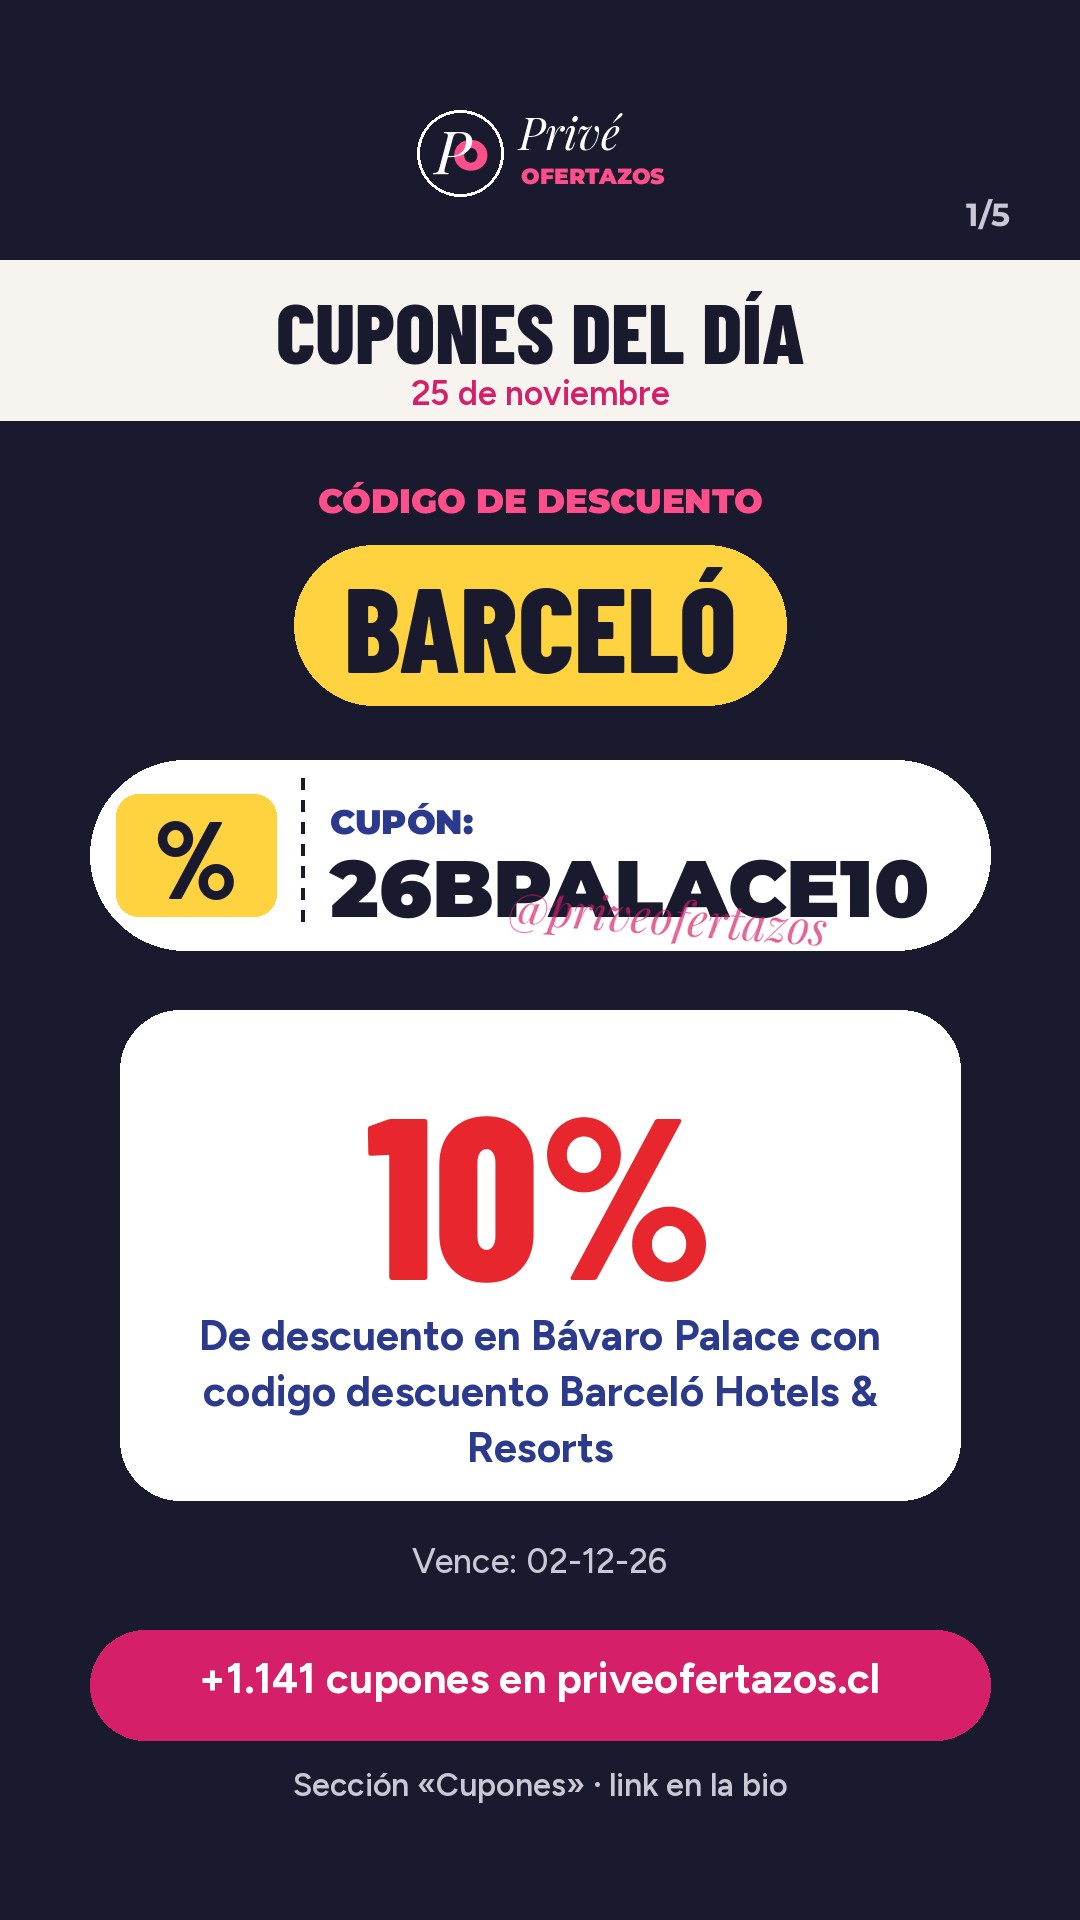 Po
Privé
OFERTAZOS
1/5
CUPONES DEL DÍA
25 de noviembre
CÓDIGO DE DESCUENTO
BARCELÓ
%
CUPÓN:
26BPALACE10
@priveofertazos
10%
De descuento en Bávaro Palace con
codigo descuento Barceló Hotels &
Resorts
Vence: 02-12-26
+1.141 cupones en priveofertazos.cl
Sección «Cupones» · link en la bio